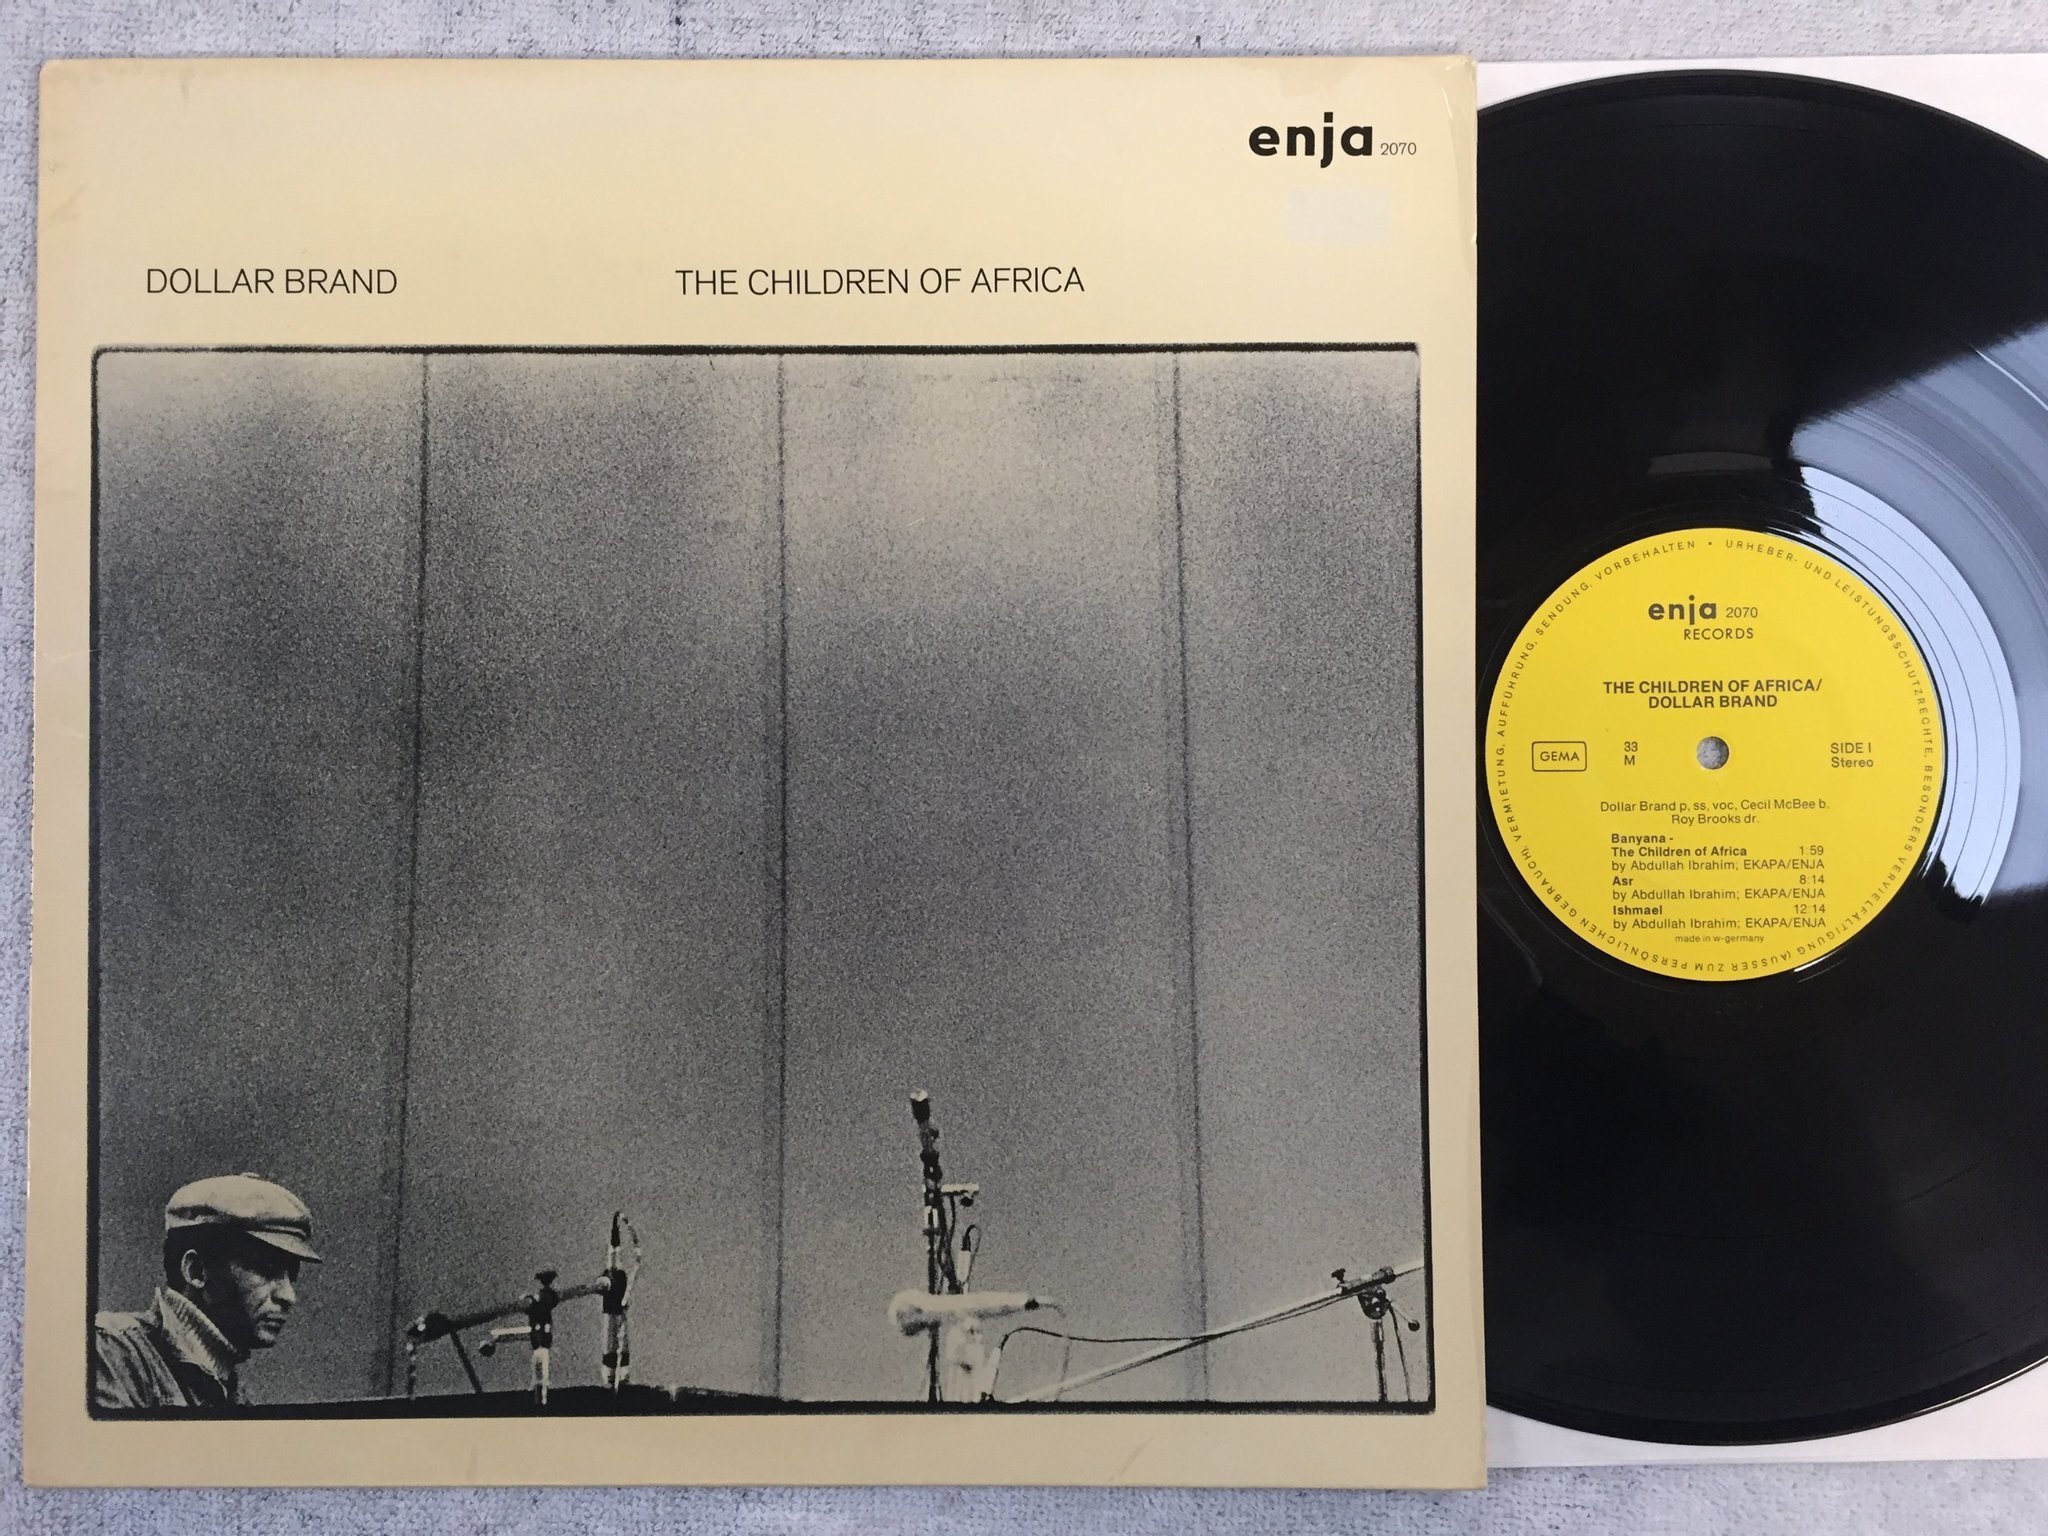 enja 2070
DOLLAR BRAND THE CHILDREN OF AFRICA
URHEBER- UND LEISTUNGSSCHUTZRECHTE, BESONDERS VERVIELFÄLTIGUNG (AUSSER ZUM PERSÖNLICHEN GEBRAUCH), VERMIETUNG, AUFFÜHRUNG, SENDUNG, VORBEHALTEN •
enja 2070
RECORDS
THE CHILDREN OF AFRICA/
DOLLAR BRAND
GEMA 33 SIDE I
M Stereo
Dollar Brand p, ss, voc, Cecil McBee b,
Roy Brooks dr.
Banyana -
The Children of Africa 1:59
by Abdullah Ibrahim; EKAPA/ENJA
Asr 8:14
by Abdullah Ibrahim; EKAPA/ENJA
Ishmael 12:14
by Abdullah Ibrahim; EKAPA/ENJA
made in w-germany